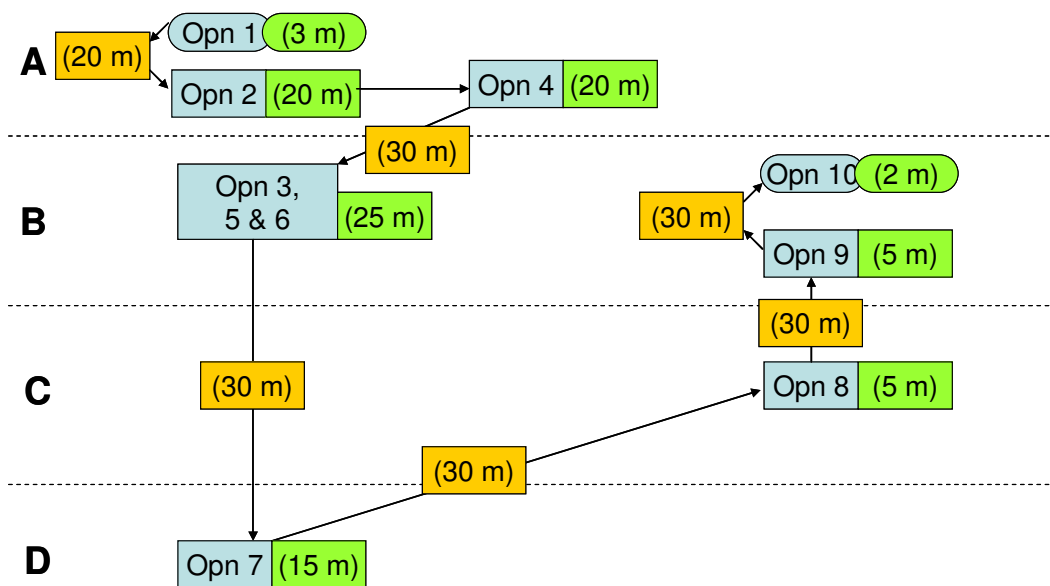 A
(20 m)
Opn 1 (3 m)
Opn 2 (20 m)
Opn 4 (20 m)
(30 m)
B
Opn 3,
5 & 6
(25 m)
(30 m)
Opn 10 (2 m)
Opn 9 (5 m)
C
(30 m)
(30 m)
Opn 8 (5 m)
(30 m)
D
Opn 7 (15 m)